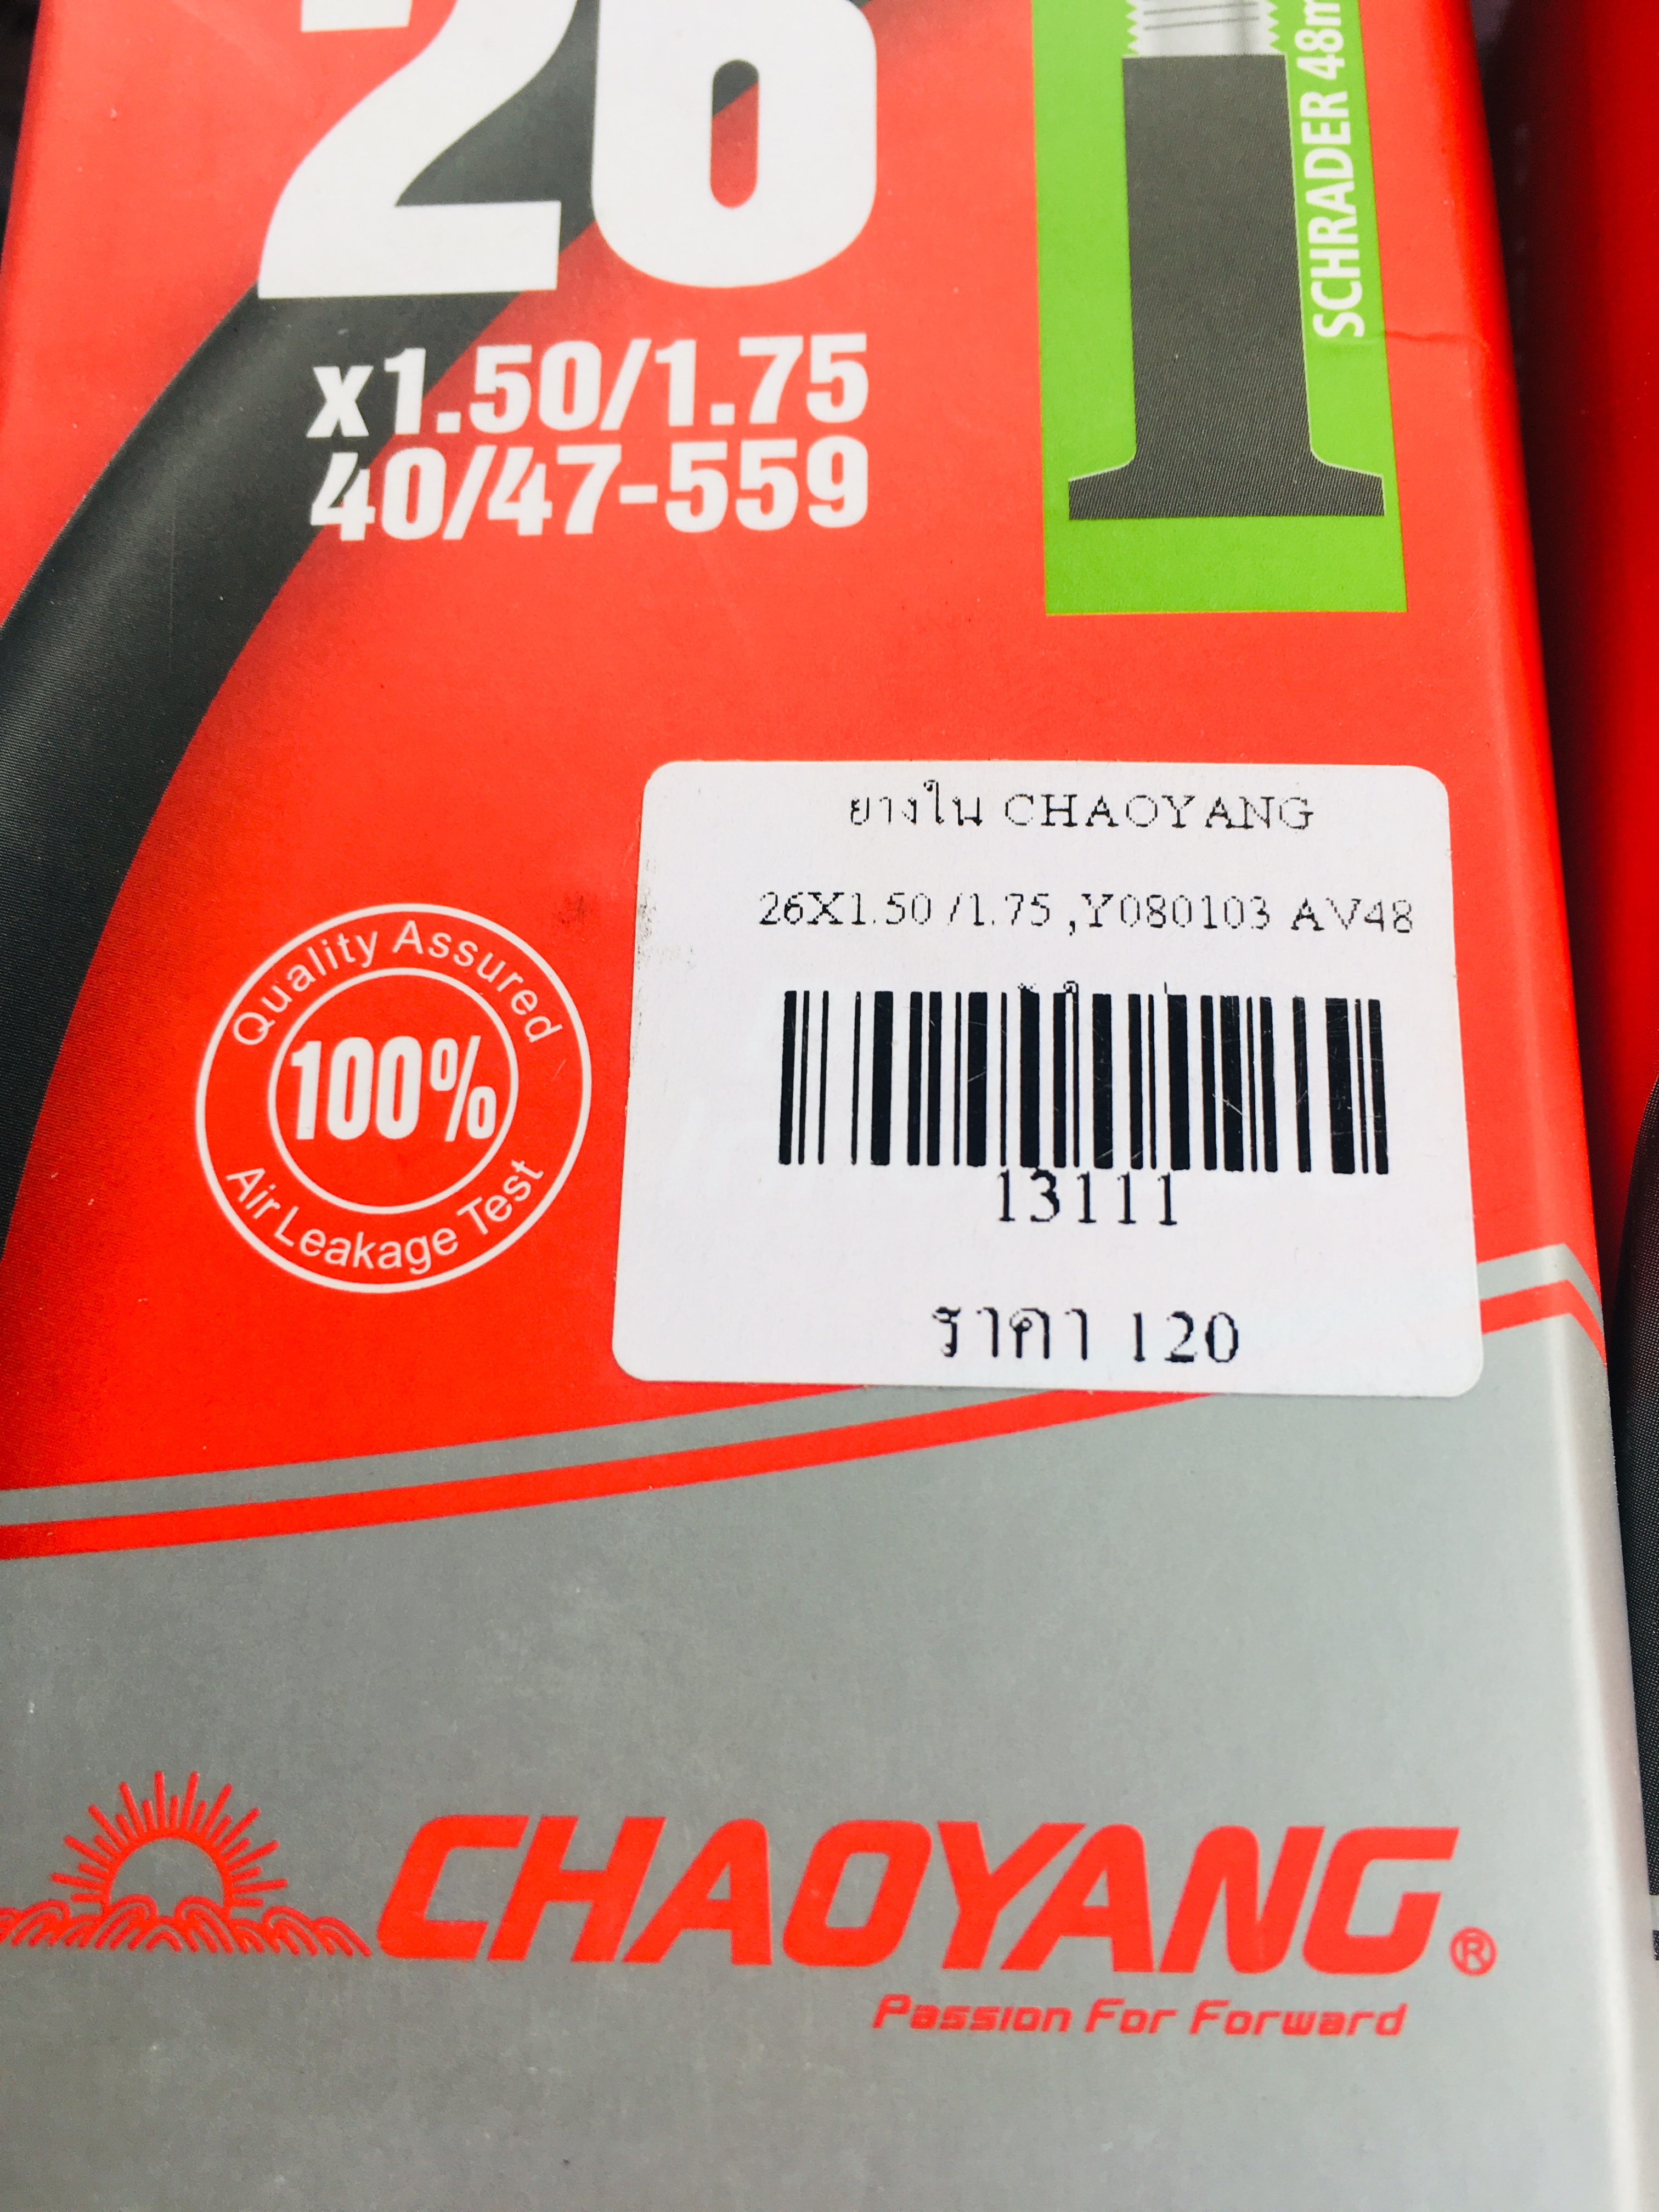 26
x1.50/1.75
40/47-559
SCHRADER 48m
ยางใน CHAOYANG
26X1.50 /1.75 ,Y080103 AV48
13111
ราคา 120
Quality Assured
100%
Air Leakage Test
CHAOYANG®
Passion For Forward